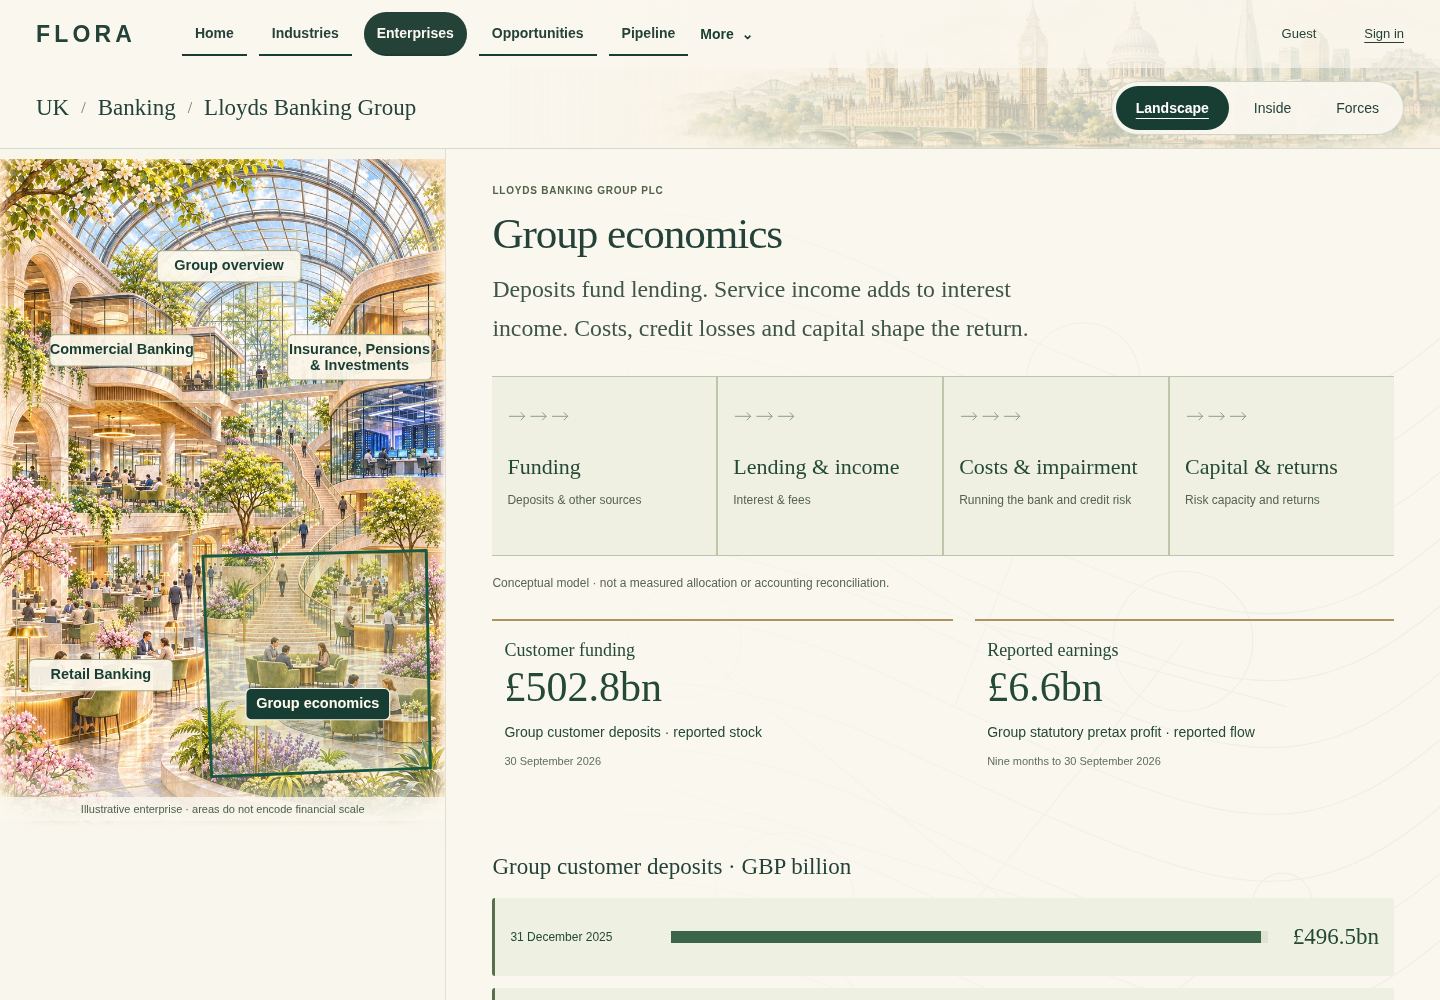 FLORA
Home
Industries
Enterprises
Opportunities
Pipeline
More
Guest
Sign in
UK / Banking / Lloyds Banking Group
Landscape
Inside
Forces
Group overview
Commercial Banking
Insurance, Pensions
& Investments
Retail Banking
Group economics
Illustrative enterprise · areas do not encode financial scale
LLOYDS BANKING GROUP PLC
Group economics
Deposits fund lending. Service income adds to interest
income. Costs, credit losses and capital shape the return.
→→→
Funding
Deposits & other sources
→→→
Lending & income
Interest & fees
→→→
Costs & impairment
Running the bank and credit risk
→→→
Capital & returns
Risk capacity and returns
Conceptual model · not a measured allocation or accounting reconciliation.
Customer funding
£502.8bn
Group customer deposits · reported stock
30 September 2026
Reported earnings
£6.6bn
Group statutory pretax profit · reported flow
Nine months to 30 September 2026
Group customer deposits · GBP billion
31 December 2025
£496.5bn